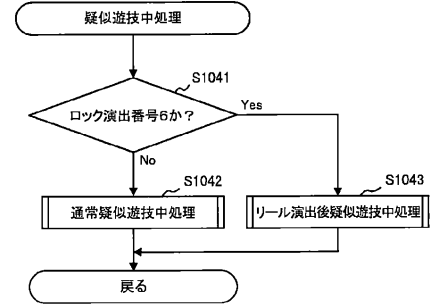 疑似遊技中処理
S1041
ロック演出番号6か？
Yes
No
S1042
S1043
通常疑似遊技中処理
リール演出後疑似遊技中処理
戻る